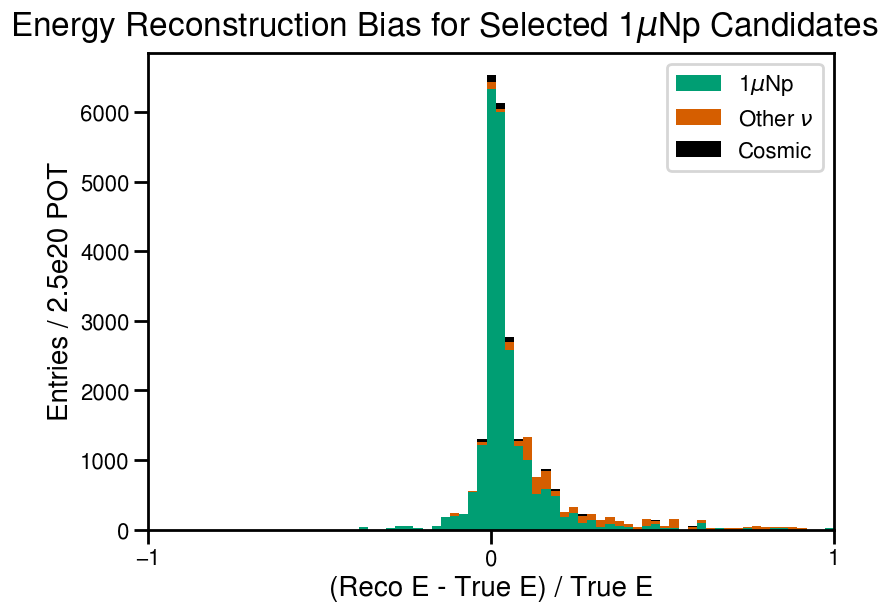 Energy Reconstruction Bias for Selected 1μNp Candidates
1μNp
Other ν
Cosmic
Entries / 2.5e20 POT
6000
5000
4000
3000
2000
1000
0
−1
0
1
(Reco E - True E) / True E